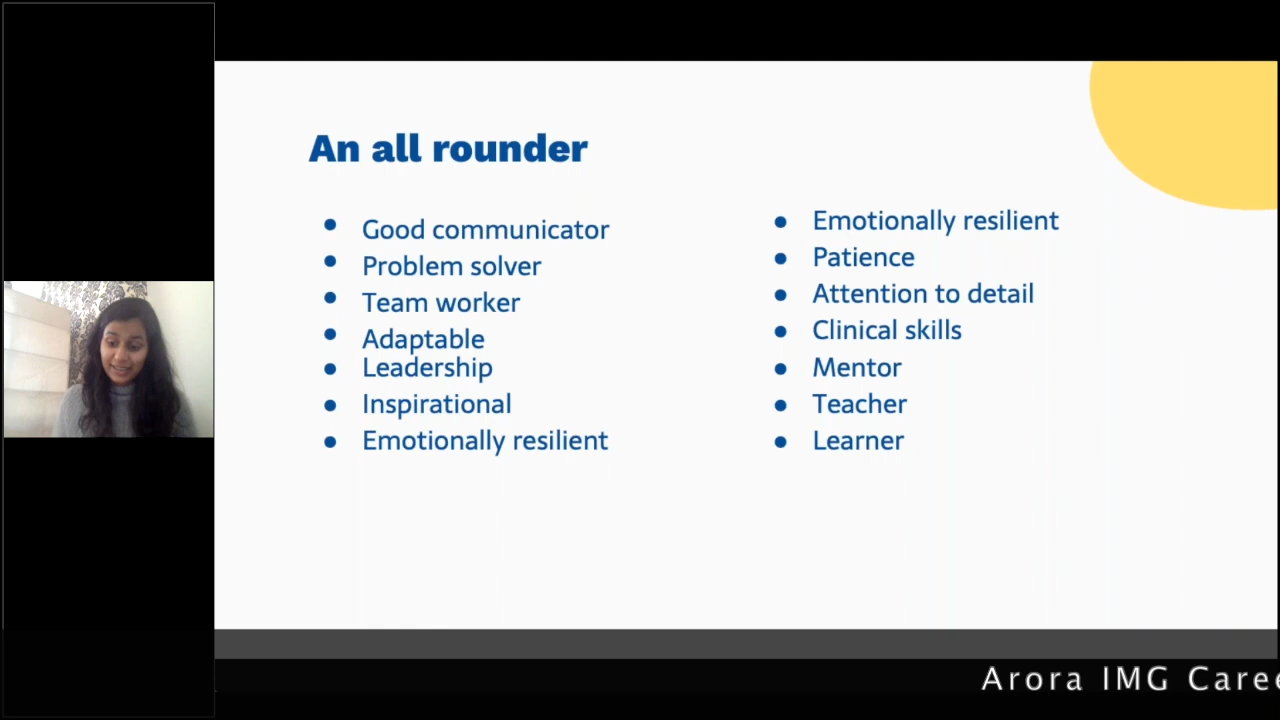 An all rounder
Good communicator
Problem solver
Team worker
Adaptable
Leadership
Inspirational
Emotionally resilient
Emotionally resilient
Patience
Attention to detail
Clinical skills
Mentor
Teacher
Learner
Arora IMG